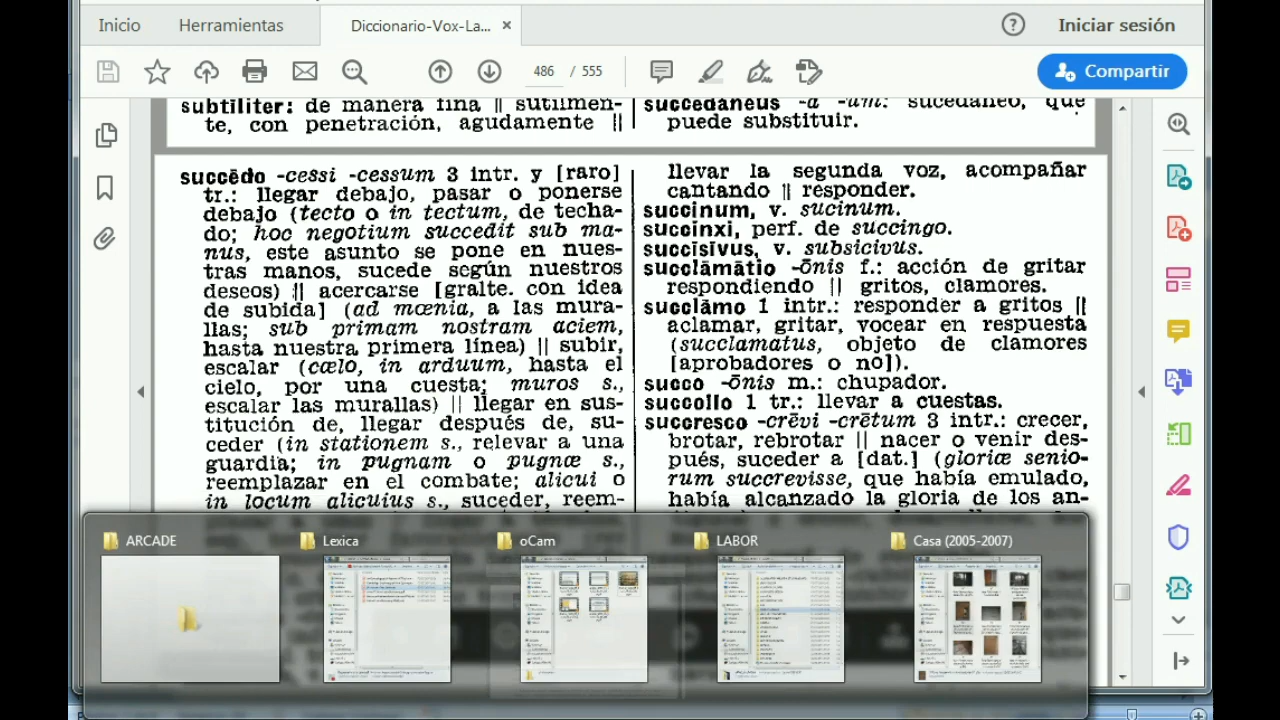 Inicio
Herramientas
Diccionario-Vox-La... ×
?
Iniciar sesión
486 / 555
Compartir
subtīlĭter: de manera fina || sutilmen-
te, con penetración, agudamente ||
succēdo -cessi -cessum 3 intr. y [raro]
tr.: llegar debajo, pasar o ponerse
debajo (tecto o in tectum, de techa-
do; hoc negotium succedit sub ma-
nus, este asunto se pone en nues-
tras manos, sucede según nuestros
deseos) || acercarse [gralte. con idea
de subida] (ad mœnia, a las mura-
llas; sub primam nostram aciem,
hasta nuestra primera línea) || subir,
escalar (cælo, in arduum, hasta el
cielo, por una cuesta; muros s.,
escalar las murallas) || llegar en sus-
titución de, llegar después de, su-
ceder (in stationem s., relevar a una
guardia; in pugnam o pugnæ s.,
reemplazar en el combate; alicui o
in locum alicuius s., suceder, reem-
succedaneus -a -um: sucedáneo, que
puede substituir.
llevar la segunda voz, acompañar
cantando || responder.
succinum, v. sucinum.
succinxi, perf. de succingo.
succīsīvus, v. subsicivus.
succlāmātio -ōnis f.: acción de gritar
respondiendo || gritos, clamores.
succlāmo 1 intr.: responder a gritos ||
aclamar, gritar, vocear en respuesta
(succlamatus, objeto de clamores
[aprobadores o no]).
succo -ōnis m.: chupador.
succollo 1 tr.: llevar a cuestas.
succresco -crēvi -crētum 3 intr.: crecer,
brotar, rebrotar || nacer o venir des-
pués, suceder a [dat.] (gloriæ senio-
rum succrevisse, que había emulado,
había alcanzado la gloria de los an-
ARCADE
Lexica
oCam
LABOR
Casa (2005-2007)